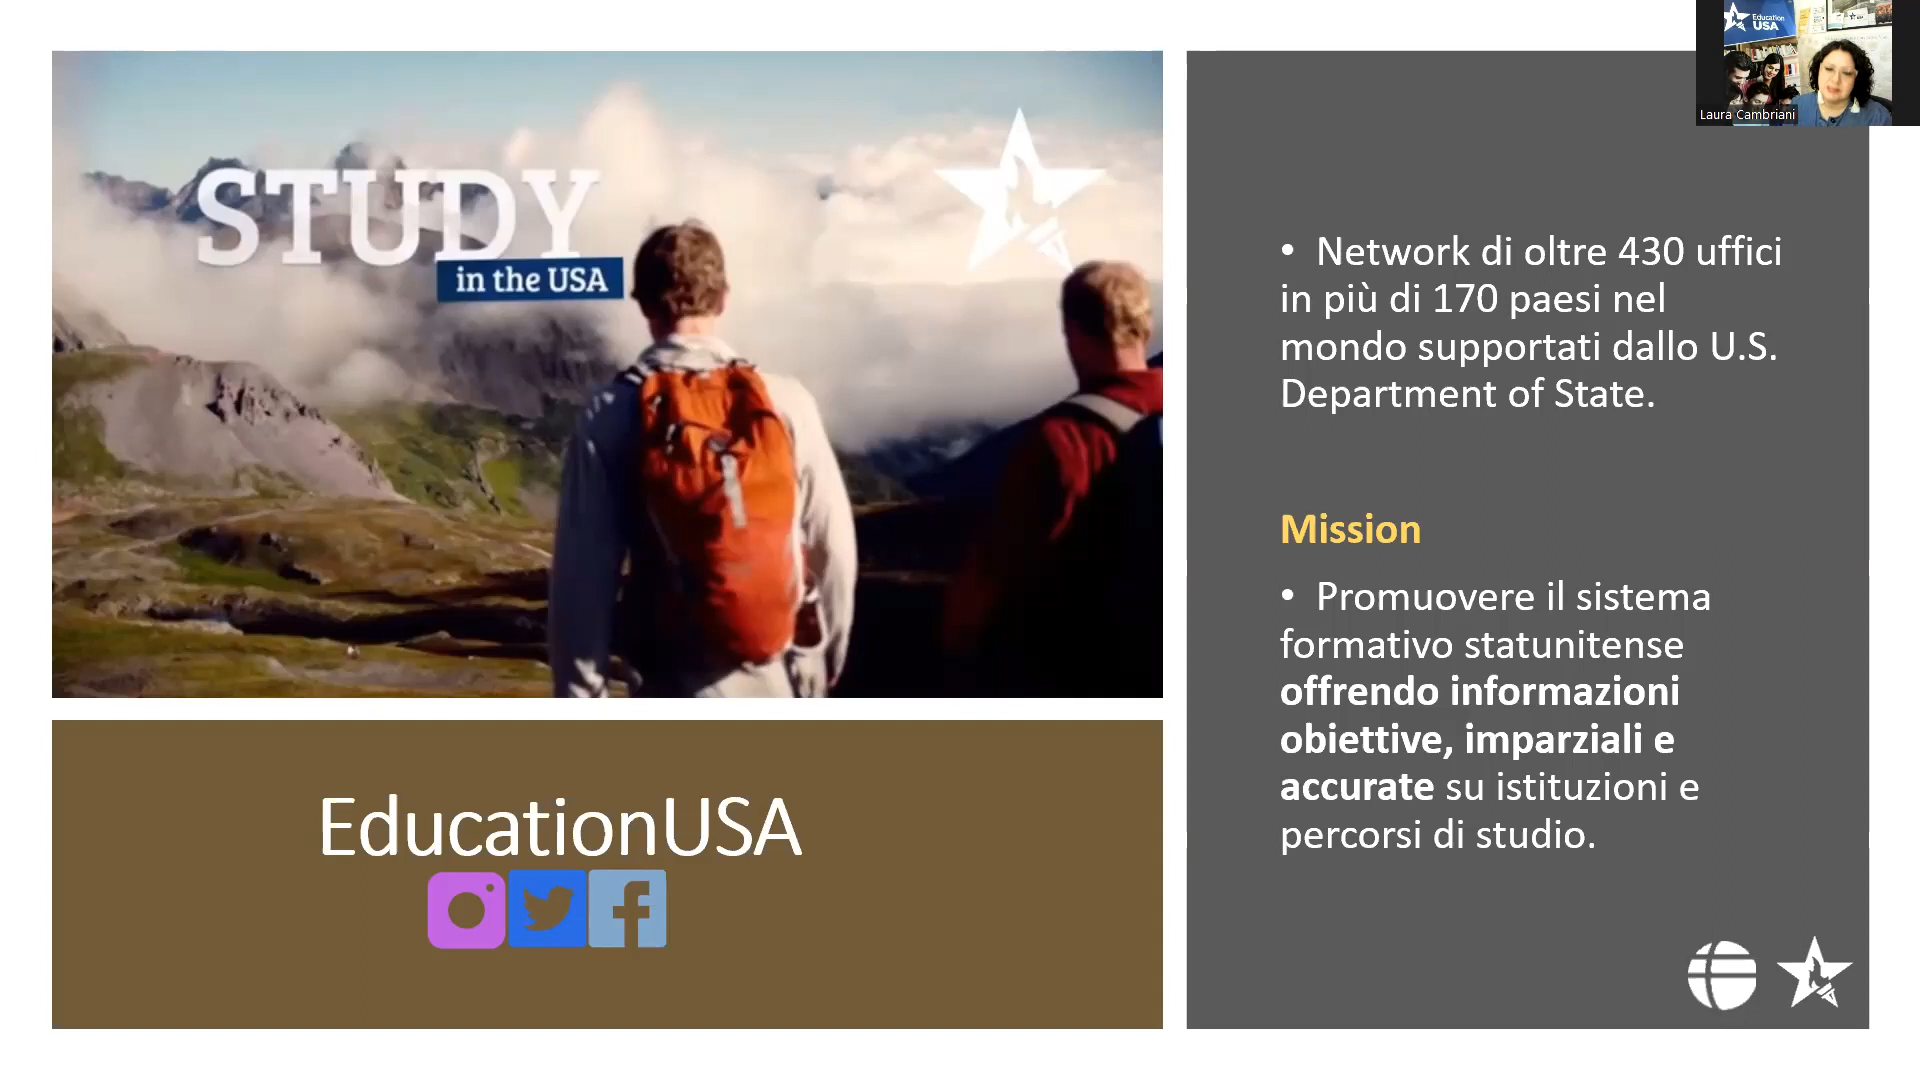 Education
USA
Laura Cambriani
STUDY
in the USA
• Network di oltre 430 uffici
in più di 170 paesi nel
mondo supportati dallo U.S.
Department of State.
Mission
• Promuovere il sistema
formativo statunitense
offrendo informazioni
obiettive, imparziali e
accurate su istituzioni e
percorsi di studio.
EducationUSA